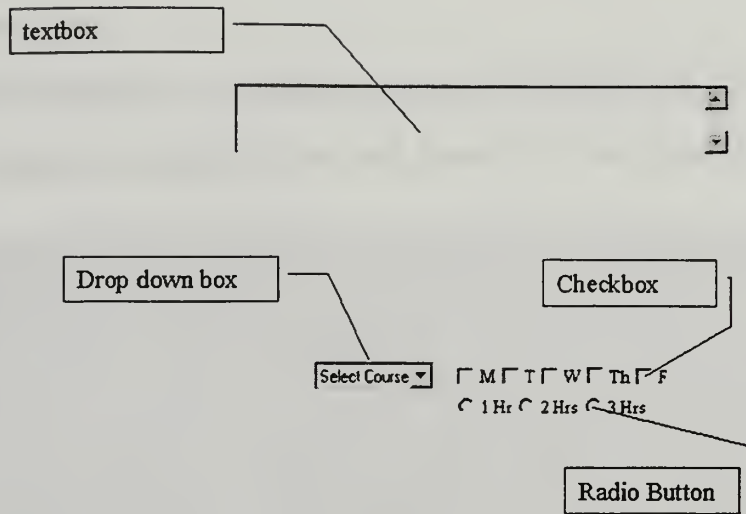 textbox
Drop down box
Checkbox
Select Course M T W Th F
1 Hr 2 Hrs 3 Hrs
Radio Button